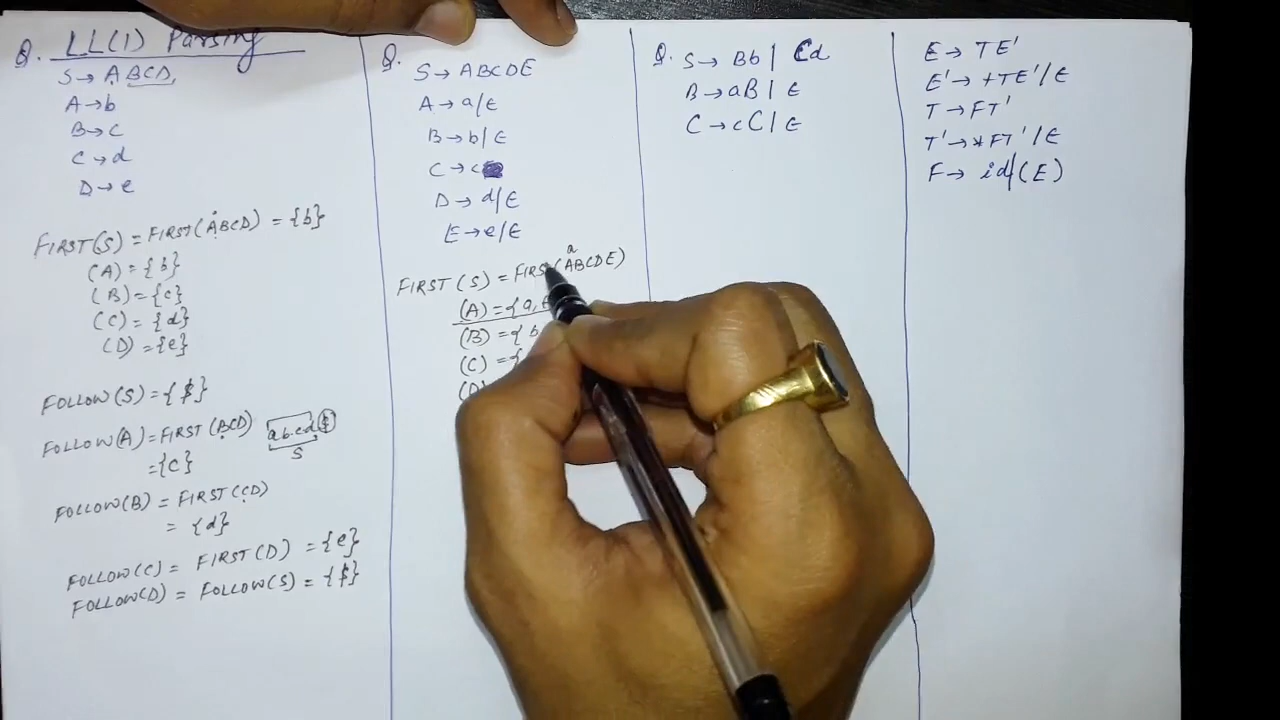 Q. LL(1) Parsing
S→ABCD,
A→b
B→c
C→d
D→e
FIRST(S)=FIRST(ABCD)={b}
(A)={b}
(B)={c}
(C)={d}
(D)={e}
FOLLOW(S)={$}
FOLLOW(A)=FIRST(BCD) abcd$
={C} S
FOLLOW(B)=FIRST(CD)
={d}
FOLLOW(C)=FIRST(D)={e}
FOLLOW(D)=FOLLOW(S)={$}
Q.
S→ABCDE
A→a/ε
B→b/ε
C→c
D→d/ε
E→e/ε
a
FIRST(S)=FIRST(ABCDE)
(A)={a,
(B)={b
(C)={
(D)
Q. S→Bb| Cd
B→aB|ε
C→cC|ε
E→TE'
E'→+TE'/ε
T→FT'
T'→*FT'/ε
F→id/(E)